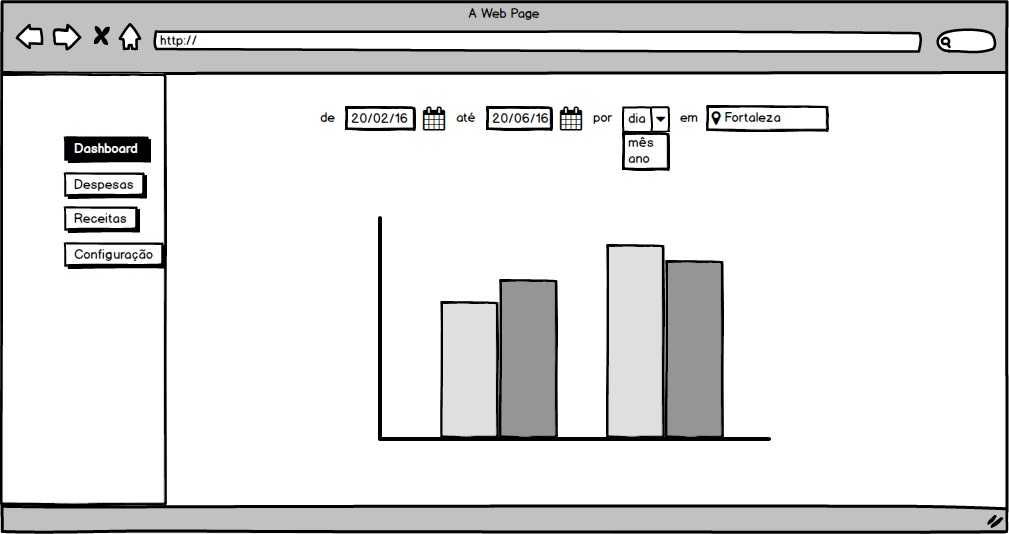 A Web Page
http://
de 20/02/16 até 20/06/16 por dia em Fortaleza
mês
ano
Dashboard
Despesas
Receitas
Configuração